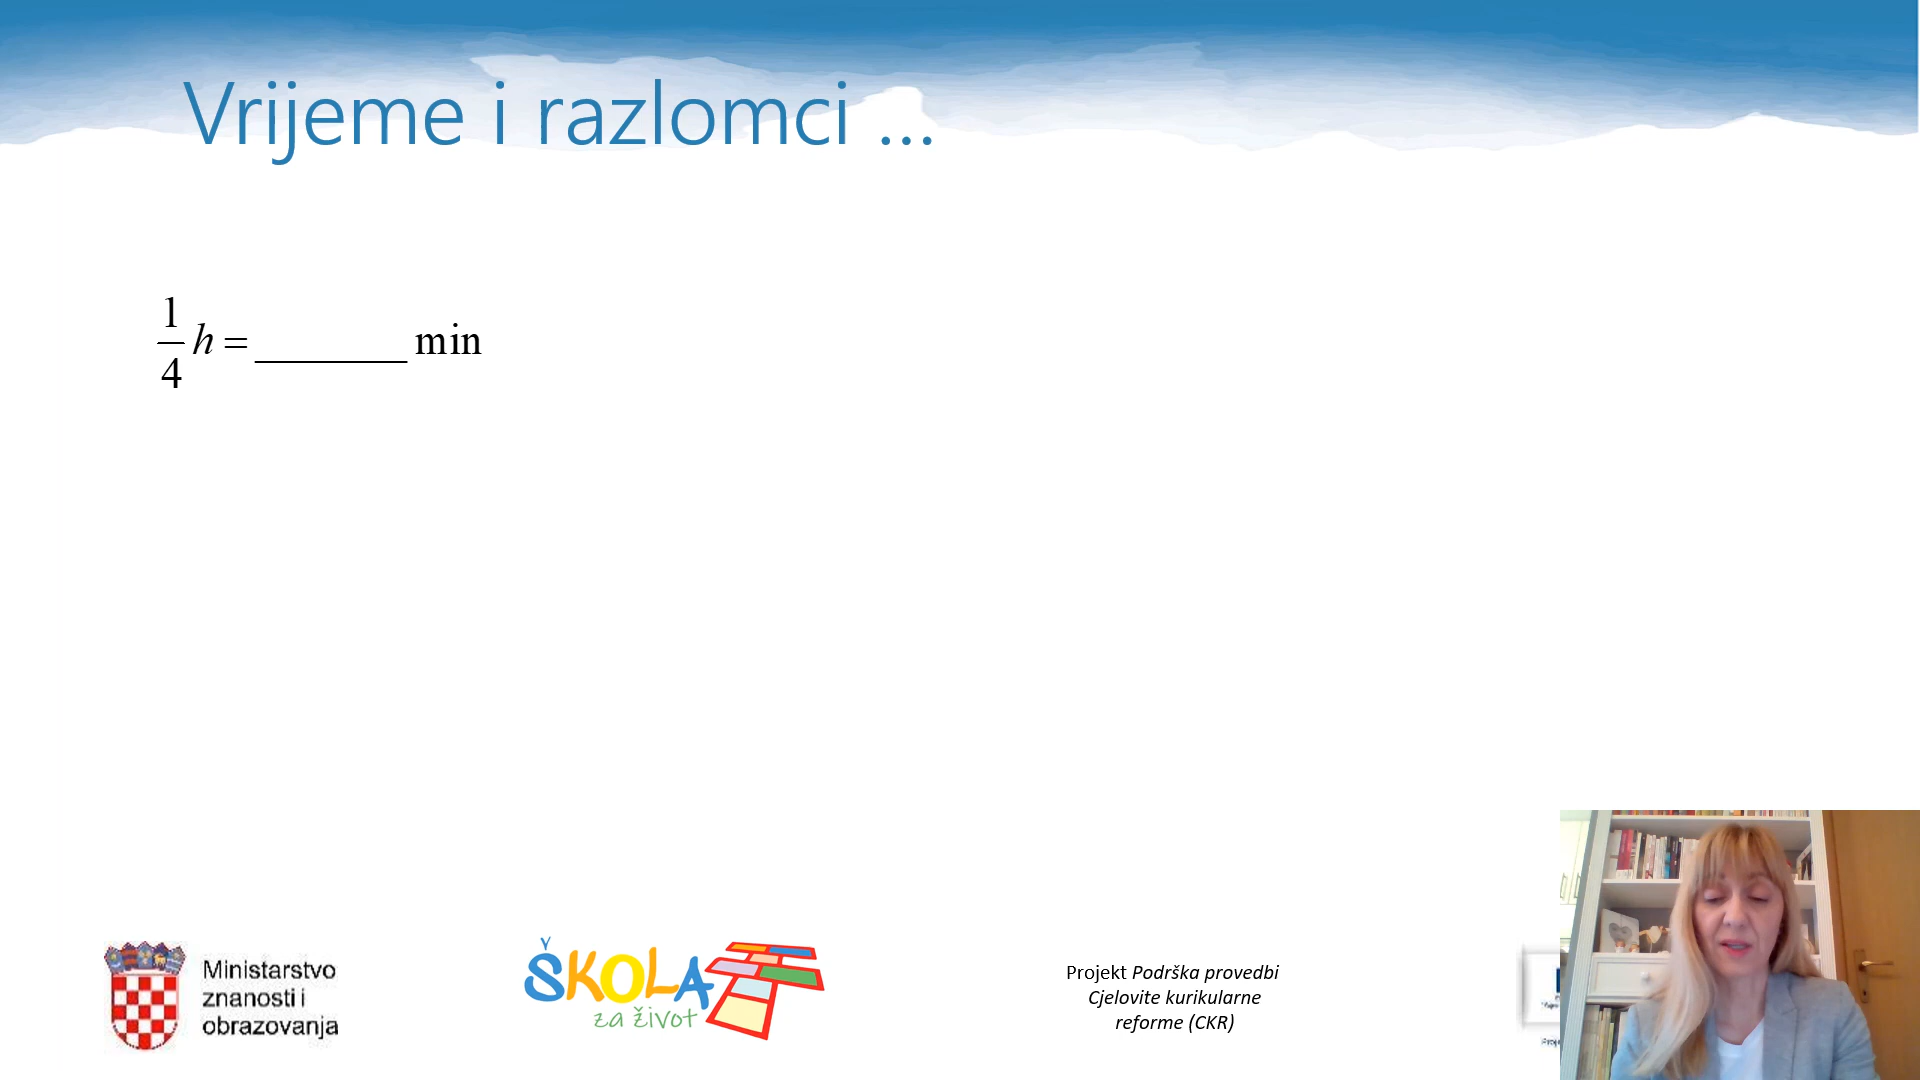 Vrijeme i razlomci ...
1/4 h = _______ min
Ministarstvo
znanosti i
obrazovanja
ŠKOLA
za život
Projekt Podrška provedbi
Cjelovite kurikularne
reforme (CKR)